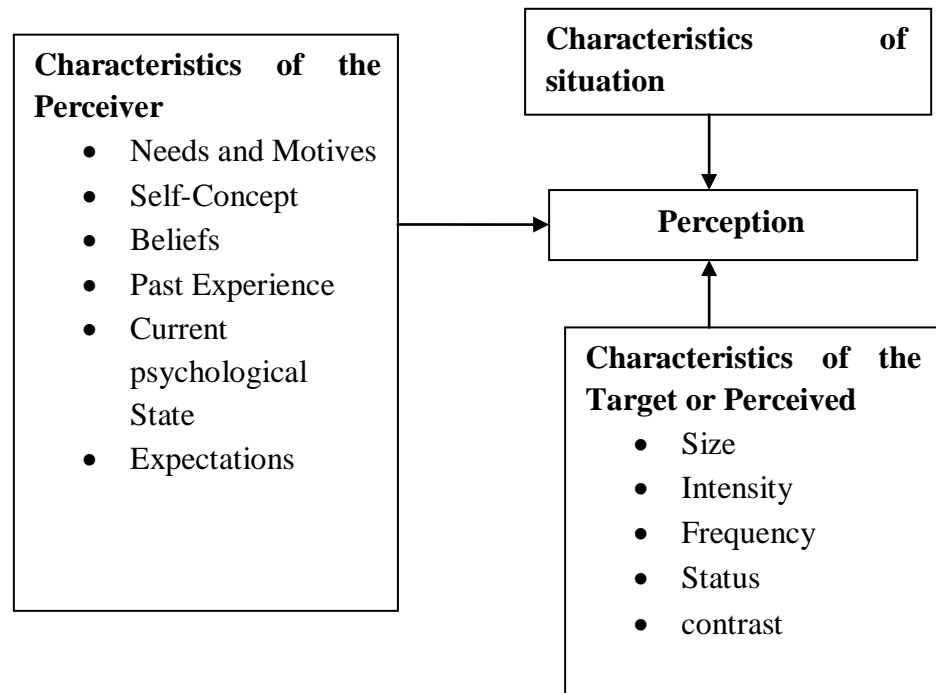 Characteristics of the
Perceiver
• Needs and Motives
• Self-Concept
• Beliefs
• Past Experience
• Current
psychological
State
• Expectations
Characteristics of
situation
Perception
Characteristics of the
Target or Perceived
• Size
• Intensity
• Frequency
• Status
• contrast